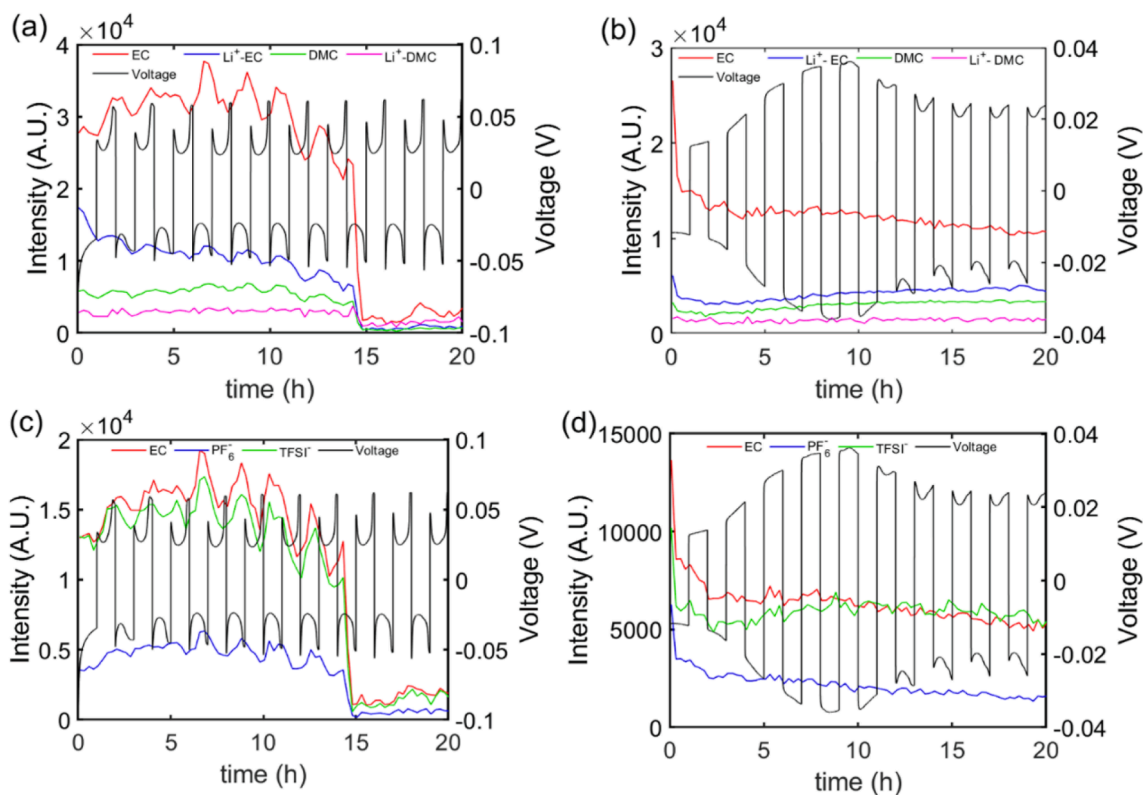 (a)
×10⁴
EC Li⁺-EC DMC Li⁺-DMC
Voltage
Intensity (A.U.)
4
3
2
1
0
Voltage (V)
0.1
0.05
0
-0.05
-0.1
0 5 10 15 20
time (h)
(b)
×10⁴
EC Li⁺- EC DMC Li⁺- DMC
Voltage
Intensity (A.U.)
3
2
1
0
Voltage (V)
0.04
0.02
0
-0.02
-0.04
0 5 10 15 20
time (h)
(c)
×10⁴
EC PF₆⁻ TFSI⁻ Voltage
Intensity (A.U.)
2
1.5
1
0.5
0
Voltage (V)
0.1
0.05
0
-0.05
-0.1
0 5 10 15 20
time (h)
(d)
EC PF₆⁻ TFSI⁻ Voltage
Intensity (A.U.)
15000
10000
5000
0
Voltage (V)
0.04
0.02
0
-0.02
-0.04
0 5 10 15 20
time (h)